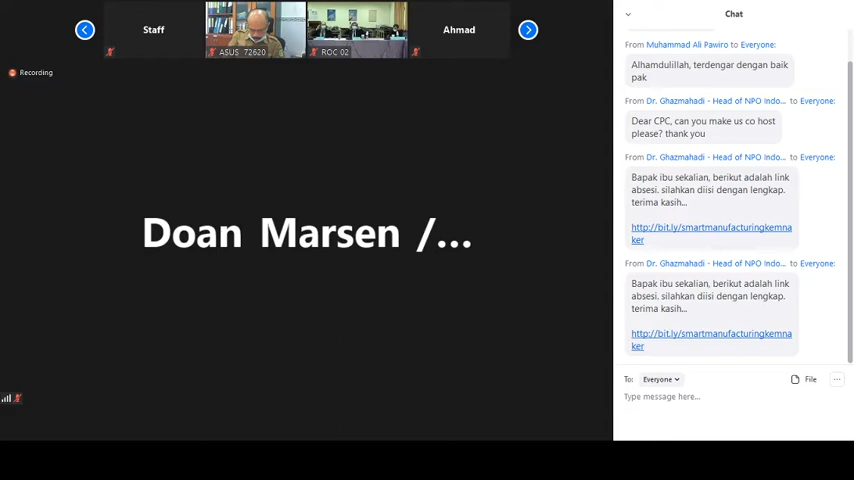 Staff
ASUS_72620
ROC 02
Ahmad
Recording
Doan Marsen /...
Chat
From Muhammad Ali Pawiro to Everyone:
Alhamdulillah, terdengar dengan baik
pak
From Dr. Ghazmahadi - Head of NPO Indo... to Everyone:
Dear CPC, can you make us co host
please? thank you
From Dr. Ghazmahadi - Head of NPO Indo... to Everyone:
Bapak ibu sekalian, berikut adalah link
absesi. silahkan diisi dengan lengkap.
terima kasih...
http://bit.ly/smartmanufacturingkemna
ker
From Dr. Ghazmahadi - Head of NPO Indo... to Everyone:
Bapak ibu sekalian, berikut adalah link
absesi. silahkan diisi dengan lengkap.
terima kasih...
http://bit.ly/smartmanufacturingkemna
ker
To: Everyone
File
...
Type message here...